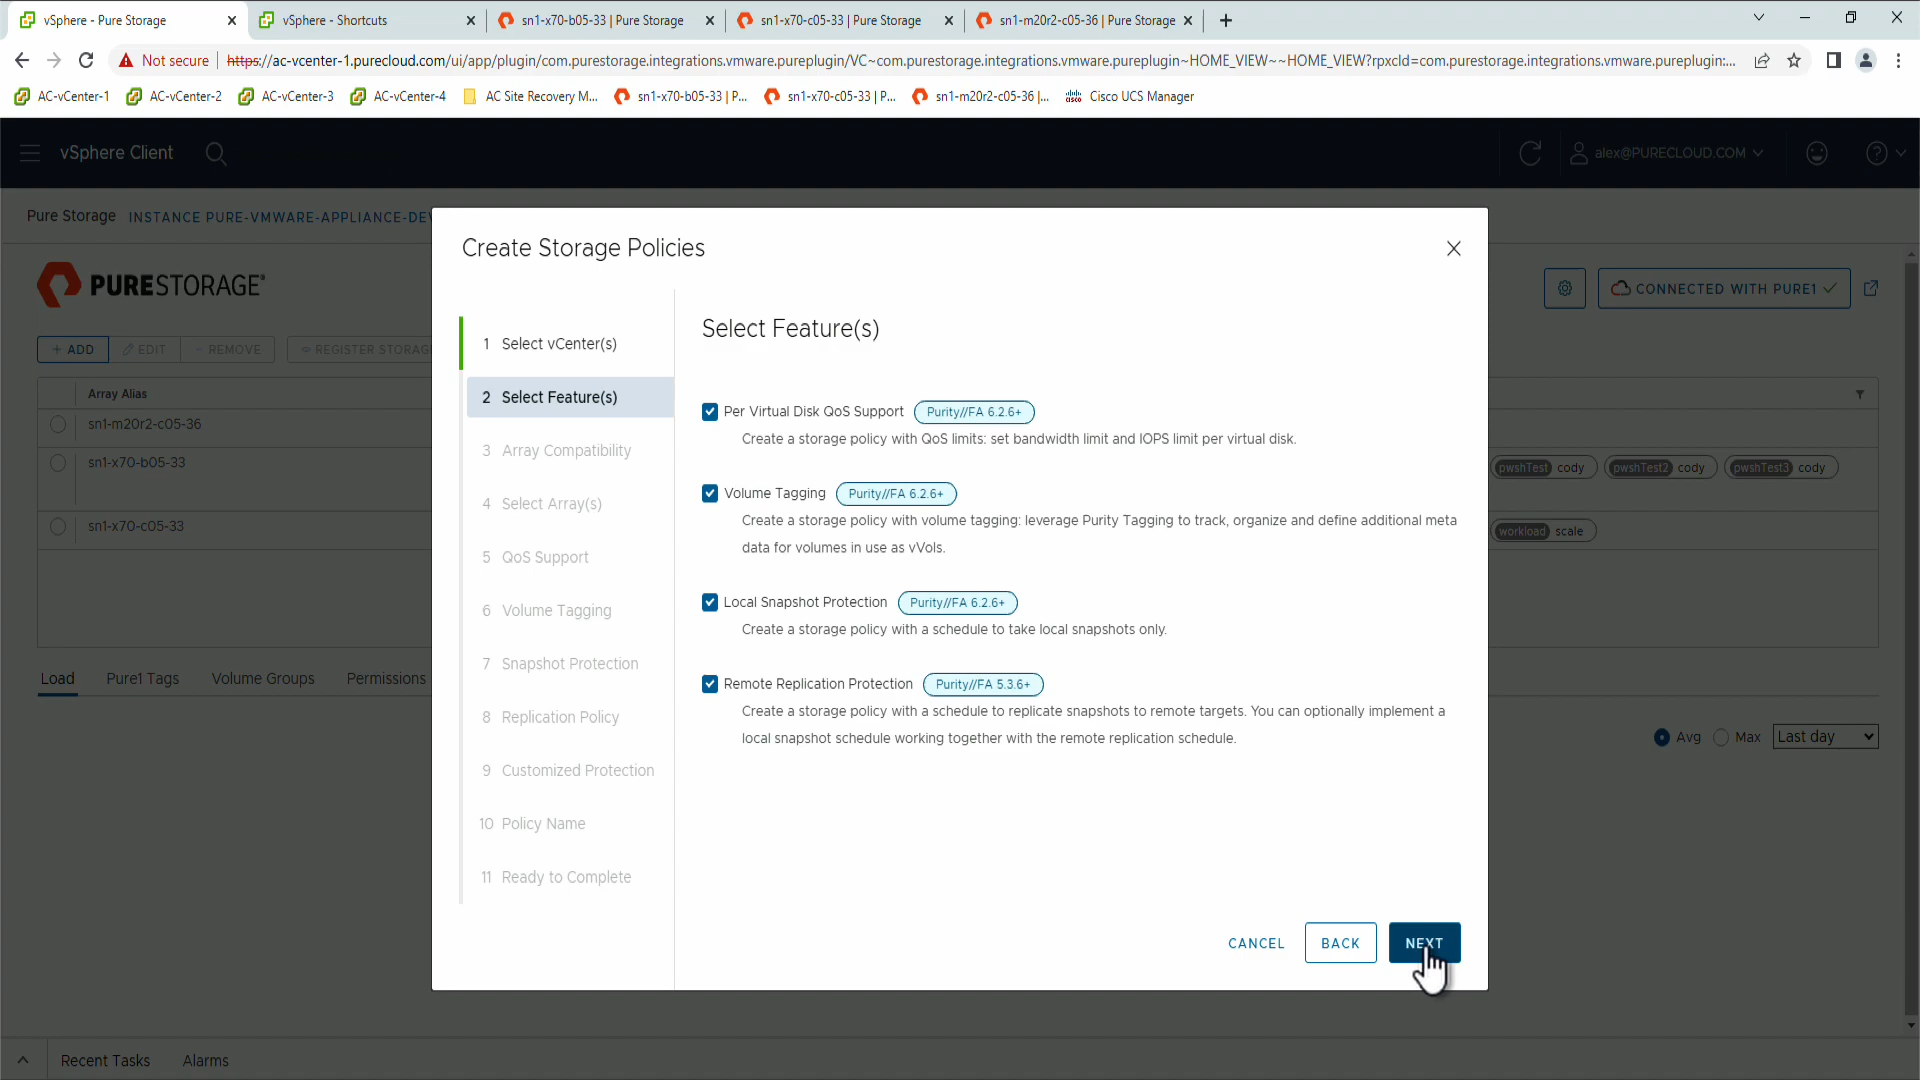 vSphere - Pure Storage
vSphere - Shortcuts
sn1-x70-b05-33 | Pure Storage
sn1-x70-c05-33 | Pure Storage
sn1-m20r2-c05-36 | Pure Storage
Not secure
https://ac-vcenter-1.purecloud.com/ui/app/plugin/com.purestorage.integrations.vmware.pureplugin/VC~com.purestorage.integrations.vmware.pureplugin~HOME_VIEW~~HOME_VIEW?rpxcId=com.purestorage.integrations.vmware.pureplugin:...
AC-vCenter-1
AC-vCenter-2
AC-vCenter-3
AC-vCenter-4
AC Site Recovery M...
sn1-x70-b05-33 | P...
sn1-x70-c05-33 | P...
sn1-m20r2-c05-36 |...
Cisco UCS Manager
vSphere Client
alex@PURECLOUD.COM
Pure Storage INSTANCE PURE-VMWARE-APPLIANCE-DEV
PURESTORAGE®
CONNECTED WITH PURE1
+ ADD
EDIT
REMOVE
REGISTER STORAG
Array Alias
sn1-m20r2-c05-36
sn1-x70-b05-33
pwshTest cody
pwshTest2 cody
pwshTest3 cody
sn1-x70-c05-33
workload scale
Load
Pure1 Tags
Volume Groups
Permissions
Avg
Max
Last day
Create Storage Policies
1 Select vCenter(s)
2 Select Feature(s)
3 Array Compatibility
4 Select Array(s)
5 QoS Support
6 Volume Tagging
7 Snapshot Protection
8 Replication Policy
9 Customized Protection
10 Policy Name
11 Ready to Complete
Select Feature(s)
Per Virtual Disk QoS Support Purity//FA 6.2.6+
Create a storage policy with QoS limits: set bandwidth limit and IOPS limit per virtual disk.
Volume Tagging Purity//FA 6.2.6+
Create a storage policy with volume tagging: leverage Purity Tagging to track, organize and define additional meta
data for volumes in use as vVols.
Local Snapshot Protection Purity//FA 6.2.6+
Create a storage policy with a schedule to take local snapshots only.
Remote Replication Protection Purity//FA 5.3.6+
Create a storage policy with a schedule to replicate snapshots to remote targets. You can optionally implement a
local snapshot schedule working together with the remote replication schedule.
CANCEL
BACK
NEXT
Recent Tasks
Alarms